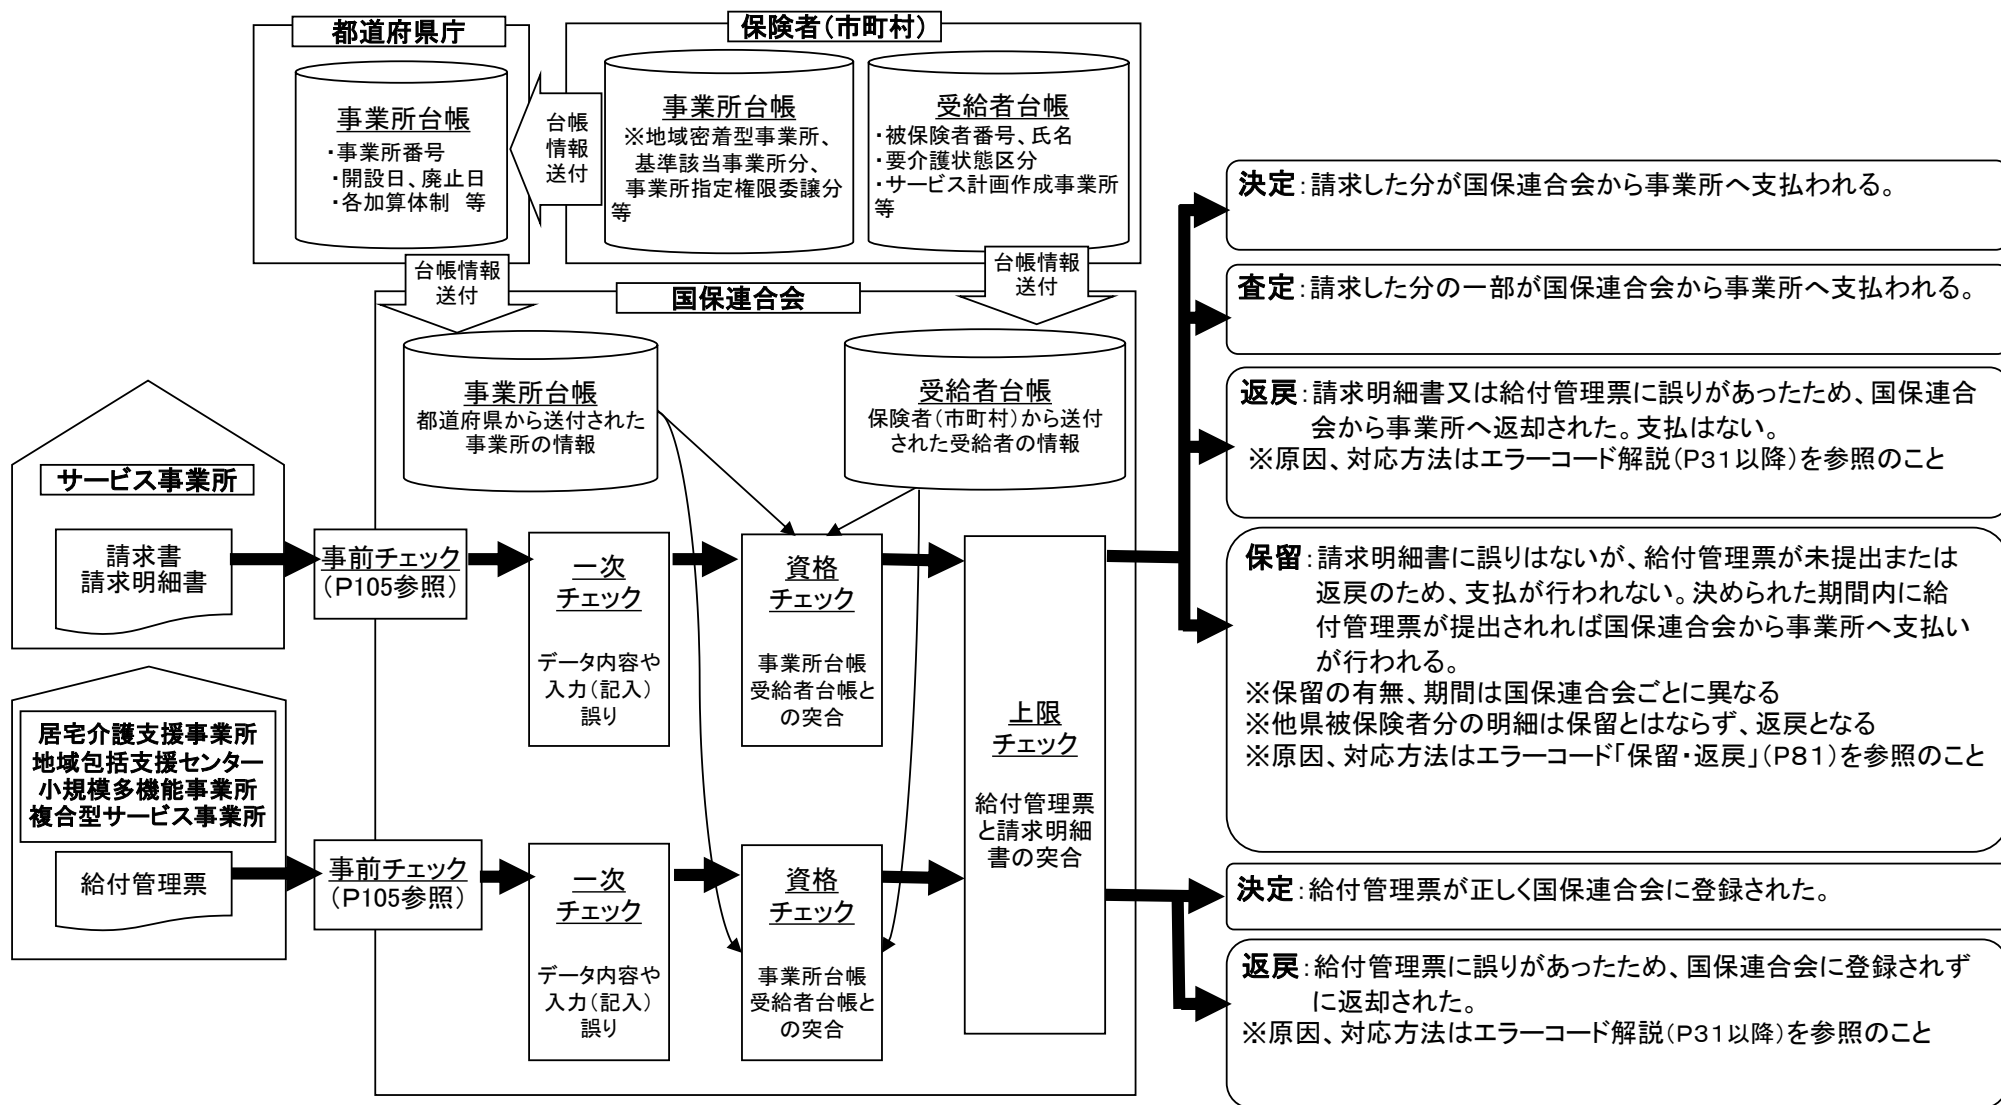 都道府県庁
事業所台帳
・事業所番号
・開設日、廃止日
・各加算体制　等
台帳
情報
送付
保険者(市町村)
事業所台帳
※地域密着型事業所、
基準該当事業所分、
事業所指定権限委譲分
等
受給者台帳
・被保険者番号、氏名
・要介護状態区分
・サービス計画作成事業所
等
台帳情報
送付
台帳情報
送付
国保連合会
事業所台帳
都道府県から送付された
事業所の情報
受給者台帳
保険者(市町村)から送付
された受給者の情報
サービス事業所
請求書
請求明細書
事前チェック
(P105参照)
一次
チェック
データ内容や
入力(記入)
誤り
資格
チェック
事業所台帳
受給者台帳と
の突合
居宅介護支援事業所
地域包括支援センター
小規模多機能事業所
複合型サービス事業所
給付管理票
事前チェック
(P105参照)
一次
チェック
データ内容や
入力(記入)
誤り
資格
チェック
事業所台帳
受給者台帳と
の突合
上限
チェック
給付管理票
と請求明細
書の突合
決定:請求した分が国保連合会から事業所へ支払われる。
査定:請求した分の一部が国保連合会から事業所へ支払われる。
返戻:請求明細書又は給付管理票に誤りがあったため、国保連合
会から事業所へ返却された。支払はない。
※原因、対応方法はエラーコード解説(P31以降)を参照のこと
保留:請求明細書に誤りはないが、給付管理票が未提出または
返戻のため、支払が行われない。決められた期間内に給
付管理票が提出されれば国保連合会から事業所へ支払い
が行われる。
※保留の有無、期間は国保連合会ごとに異なる
※他県被保険者分の明細は保留とはならず、返戻となる
※原因、対応方法はエラーコード「保留・返戻」(P81)を参照のこと
決定:給付管理票が正しく国保連合会に登録された。
返戻:給付管理票に誤りがあったため、国保連合会に登録されず
に返却された。
※原因、対応方法はエラーコード解説(P31以降)を参照のこと